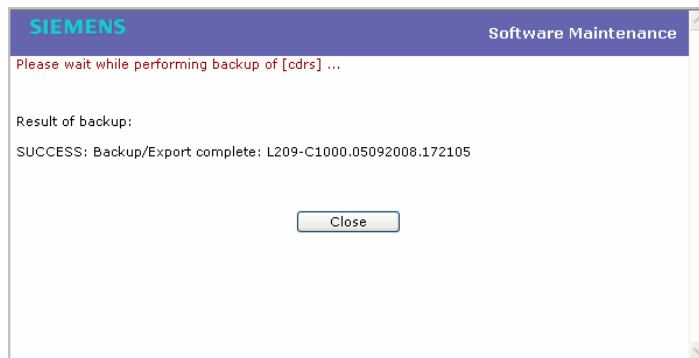 SIEMENS
Software Maintenance
Please wait while performing backup of [cdrs] ...
Result of backup:
SUCCESS: Backup/Export complete: L209-C1000.05092008.172105
Close